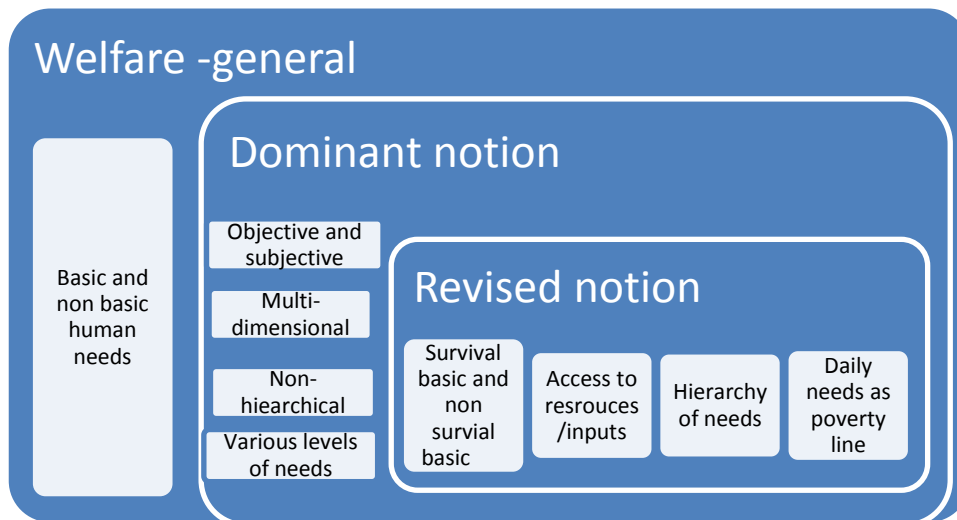 Welfare -general
Basic and
non basic
human
needs
Dominant notion
Objective and
subjective
Multi-
dimensional
Non-
hiearchical
Various levels
of needs
Revised notion
Survival
basic and
non
survial
basic
Access to
resrouces
/inputs
Hierarchy
of needs
Daily
needs as
poverty
line